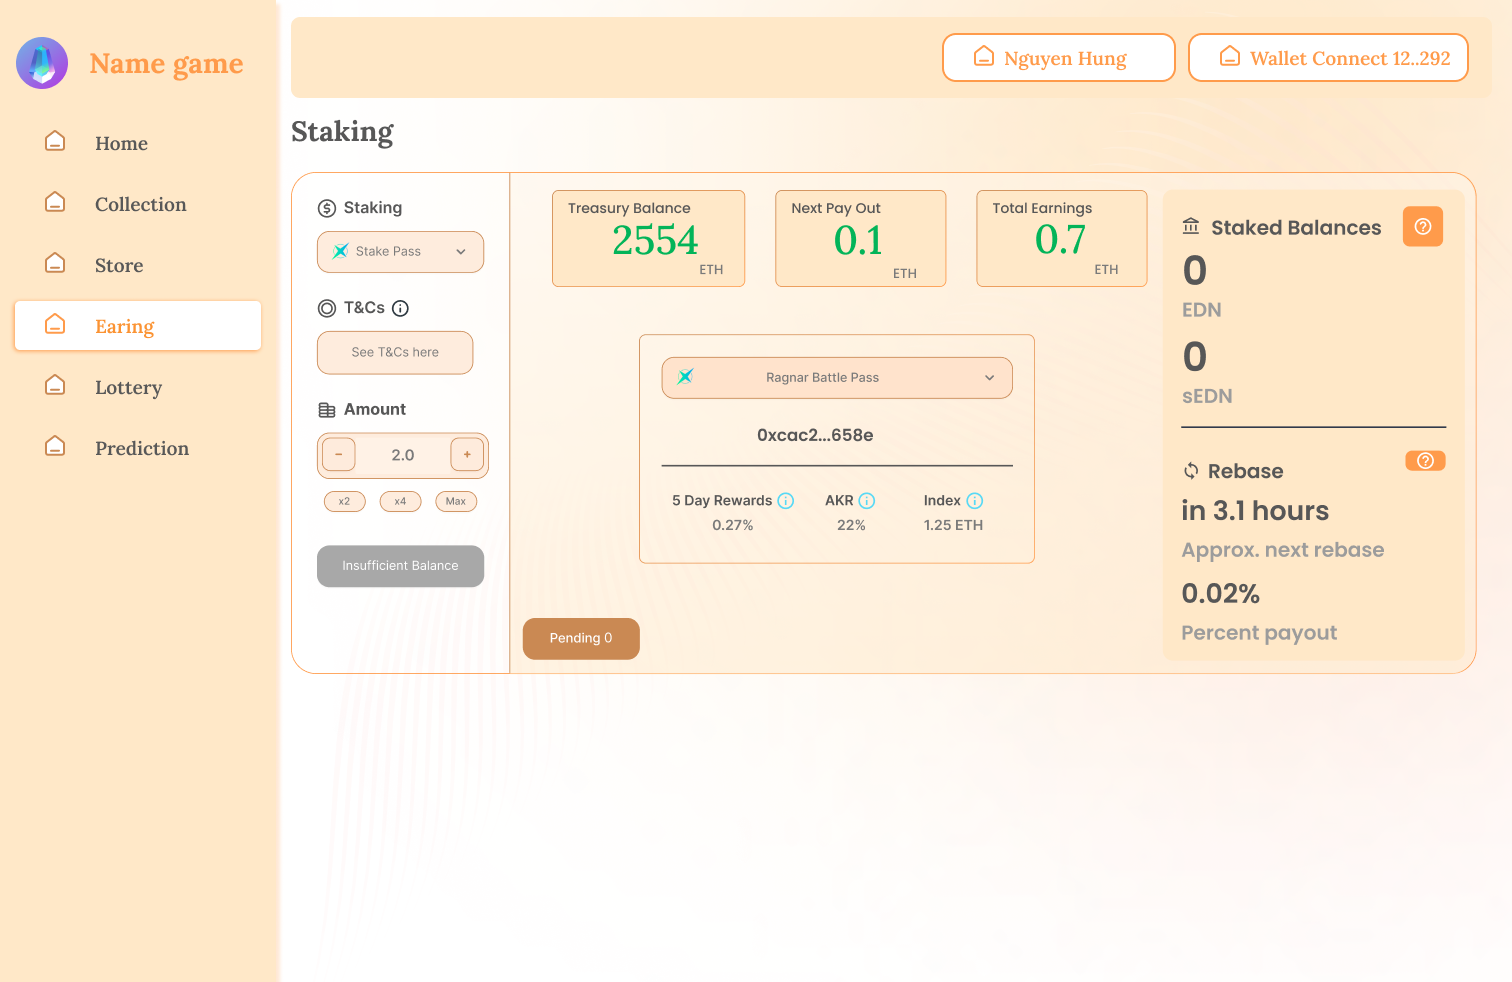 Name game
Home
Collection
Store
Earing
Lottery
Prediction
Nguyen Hung
Wallet Connect 12..292
Staking
Staking
Stake Pass
T&Cs
See T&Cs here
Amount
−
2.0
+
x2
x4
Max
Insufficient Balance
Treasury Balance
2554
ETH
Next Pay Out
0.1
ETH
Total Earnings
0.7
ETH
Ragnar Battle Pass
0xcac2...658e
5 Day Rewards
0.27%
AKR
22%
Index
1.25 ETH
Pending 0
Staked Balances
0
EDN
0
sEDN
Rebase
in 3.1 hours
Approx. next rebase
0.02%
Percent payout